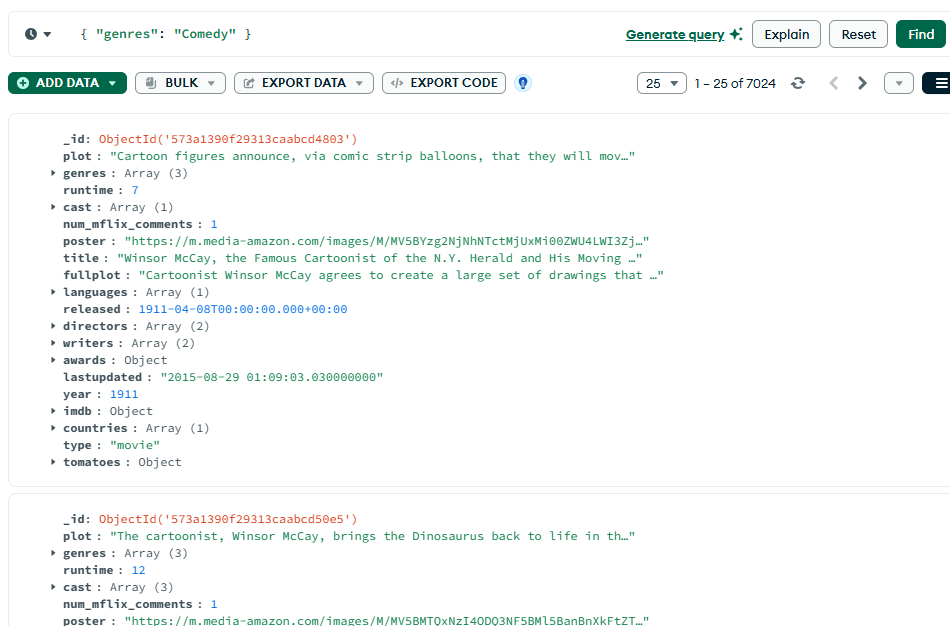 { "genres": "Comedy" }
Generate query
Explain
Reset
Find
ADD DATA
BULK
EXPORT DATA
EXPORT CODE
25
1 – 25 of 7024
_id: ObjectId('573a1390f29313caabcd4803')
plot : "Cartoon figures announce, via comic strip balloons, that they will mov…"
genres : Array (3)
runtime : 7
cast : Array (1)
num_mflix_comments : 1
poster : "https://m.media-amazon.com/images/M/MV5BYzg2NjNhNTctMjUxMi00ZWU4LWI3Zj…"
title : "Winsor McCay, the Famous Cartoonist of the N.Y. Herald and His Moving …"
fullplot : "Cartoonist Winsor McCay agrees to create a large set of drawings that …"
languages : Array (1)
released : 1911-04-08T00:00:00.000+00:00
directors : Array (2)
writers : Array (2)
awards : Object
lastupdated : "2015-08-29 01:09:03.030000000"
year : 1911
imdb : Object
countries : Array (1)
type : "movie"
tomatoes : Object
_id: ObjectId('573a1390f29313caabcd50e5')
plot : "The cartoonist, Winsor McCay, brings the Dinosaurus back to life in th…"
genres : Array (3)
runtime : 12
cast : Array (3)
num_mflix_comments : 1
poster : "https://m.media-amazon.com/images/M/MV5BMTQxNzI4ODQ3NF5BMl5BanBnXkFtZT…"